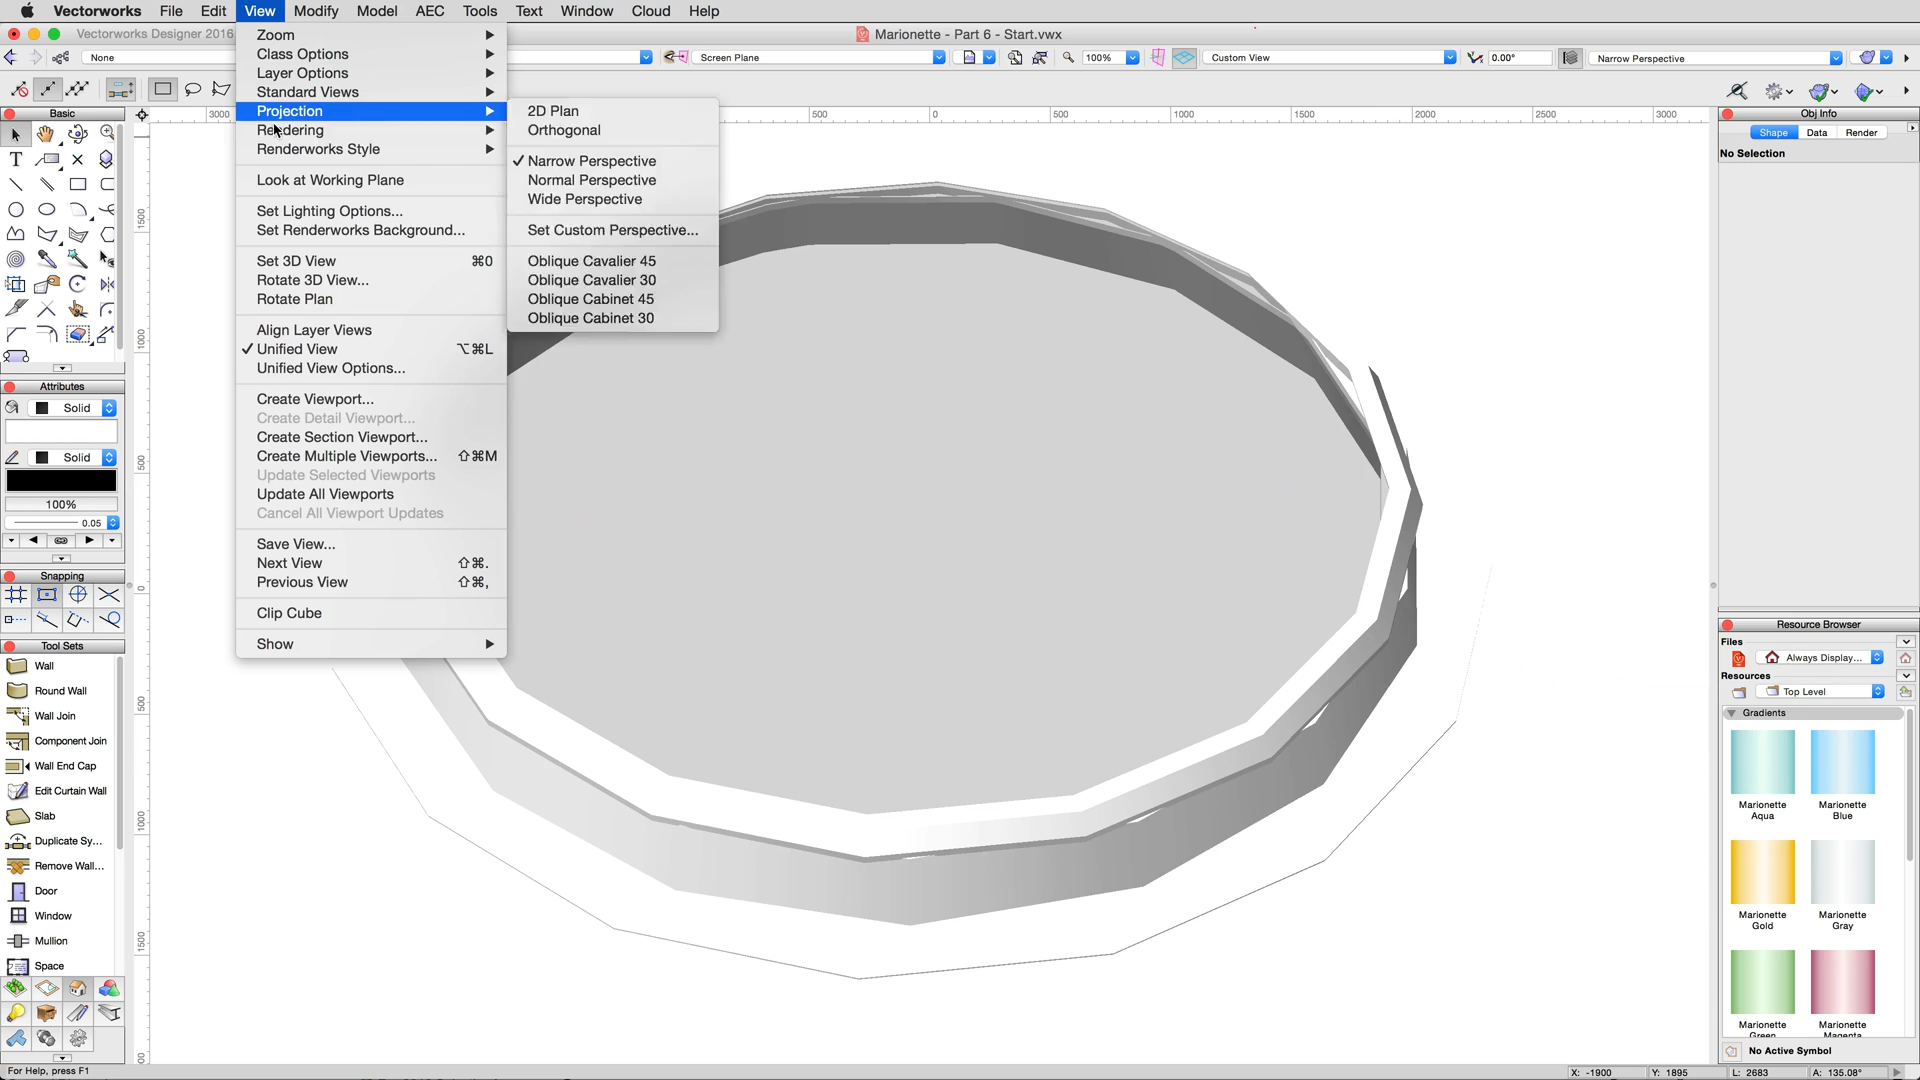 Vectorworks File Edit View Modify Model AEC Tools Text Window Cloud Help
Vectorworks Designer 2016
Marionette - Part 6 - Start.vwx
None
Screen Plane
100%
Custom View
0.00°
Narrow Perspective
Basic
Attributes
Solid
Solid
100%
0.05
Snapping
Tool Sets
Wall
Round Wall
Wall Join
Component Join
Wall End Cap
Edit Curtain Wall
Slab
Duplicate Sy...
Remove Wall...
Door
Window
Mullion
Space
For Help, press F1
Zoom
Class Options
Layer Options
Standard Views
Projection
Rendering
Renderworks Style
Look at Working Plane
Set Lighting Options...
Set Renderworks Background...
Set 3D View ⌘0
Rotate 3D View...
Rotate Plan
Align Layer Views
✓ Unified View ⌥⌘L
Unified View Options...
Create Viewport...
Create Detail Viewport...
Create Section Viewport...
Create Multiple Viewports... ⇧⌘M
Update Selected Viewports
Update All Viewports
Cancel All Viewport Updates
Save View...
Next View ⇧⌘.
Previous View ⇧⌘,
Clip Cube
Show
2D Plan
Orthogonal
✓ Narrow Perspective
Normal Perspective
Wide Perspective
Set Custom Perspective...
Oblique Cavalier 45
Oblique Cavalier 30
Oblique Cabinet 45
Oblique Cabinet 30
3000 500 0 500 1000 1500 2000 2500 3000
1500
1000
500
0
500
1000
1500
Obj Info
Shape Data Render
No Selection
Resource Browser
Files
Always Display...
Resources
Top Level
Gradients
Marionette Aqua
Marionette Blue
Marionette Gold
Marionette Gray
Marionette Green
Marionette Magenta
No Active Symbol
X: -1900 Y: 1895 L: 2683 A: 135.08°